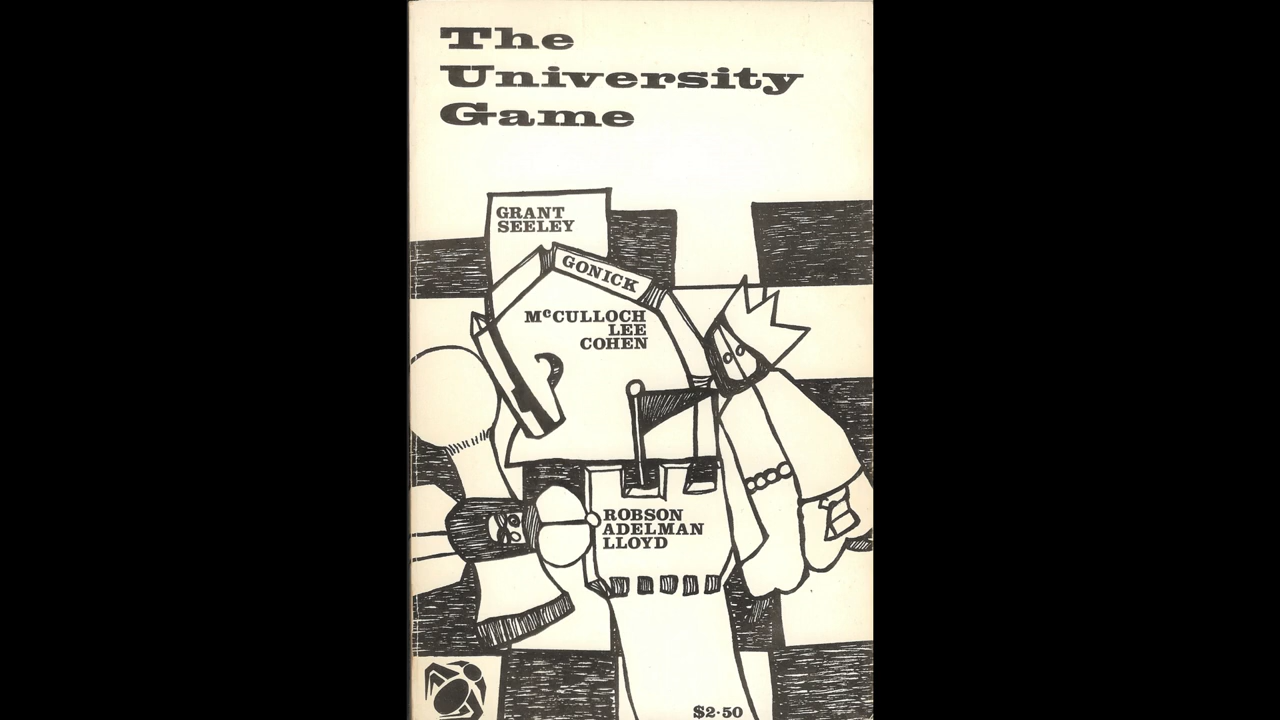 The
University
Game
GRANT
SEELEY
GONICK
McCULLOCH
LEE
COHEN
ROBSON
ADELMAN
LLOYD
$2·50